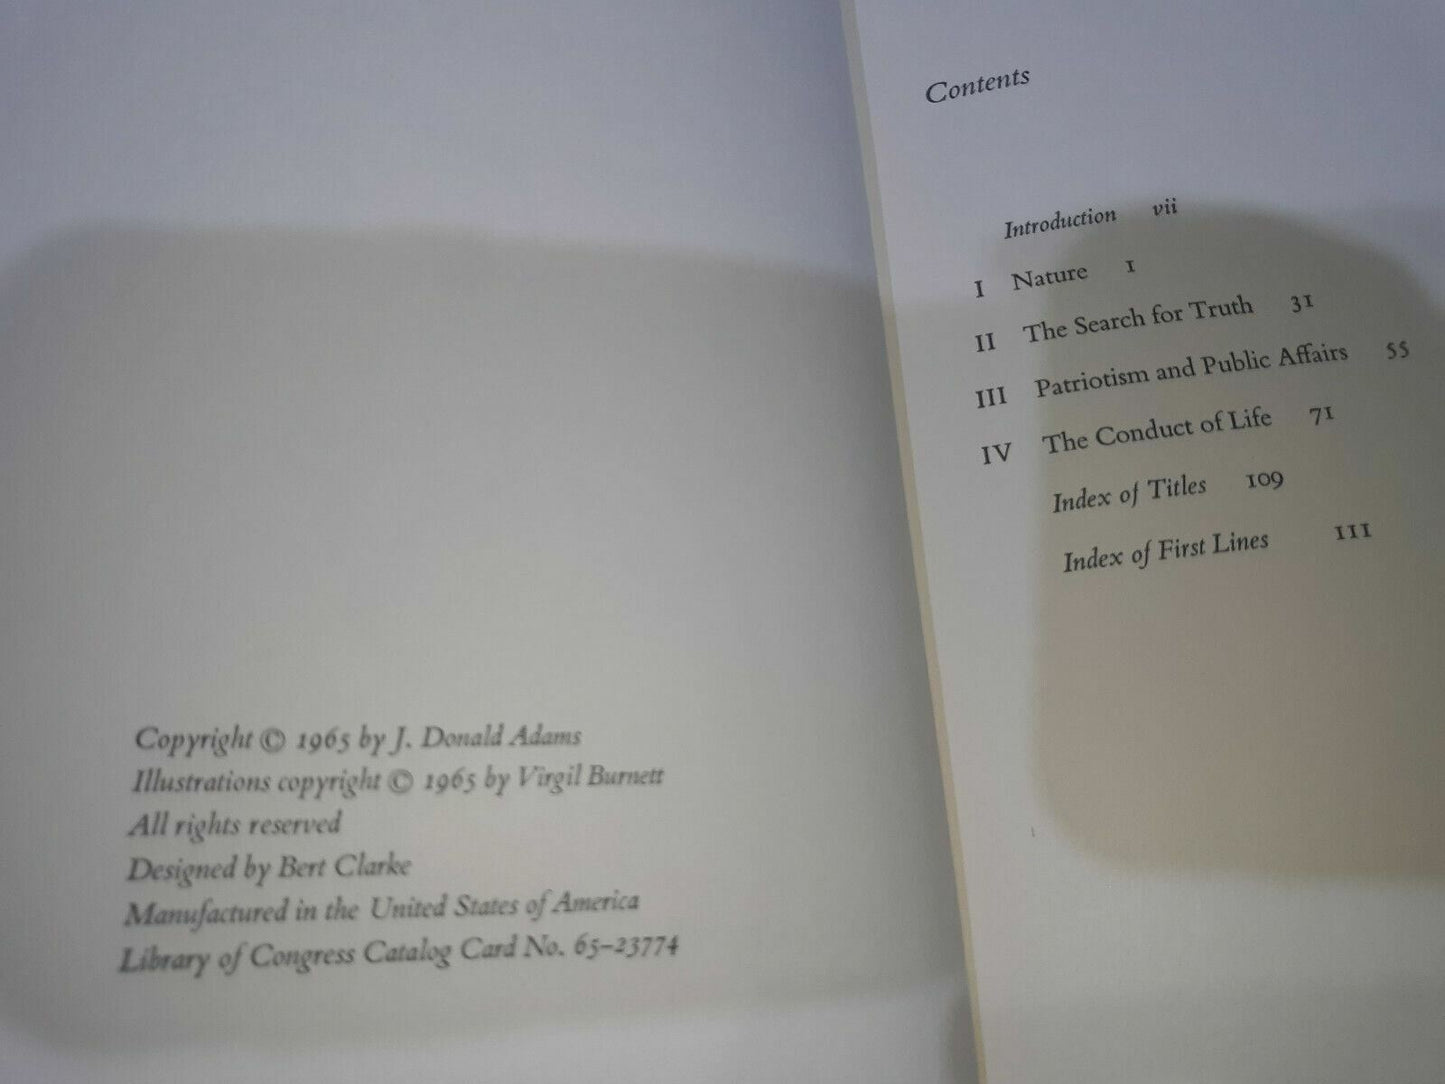 Copyright © 1965 by J. Donald Adams
Illustrations copyright © 1965 by Virgil Burnett
All rights reserved
Designed by Bert Clarke
Manufactured in the United States of America
Library of Congress Catalog Card No. 65–23774
Contents
Introduction vii
I Nature 1
II The Search for Truth 31
III Patriotism and Public Affairs 55
IV The Conduct of Life 71
Index of Titles 109
Index of First Lines 111